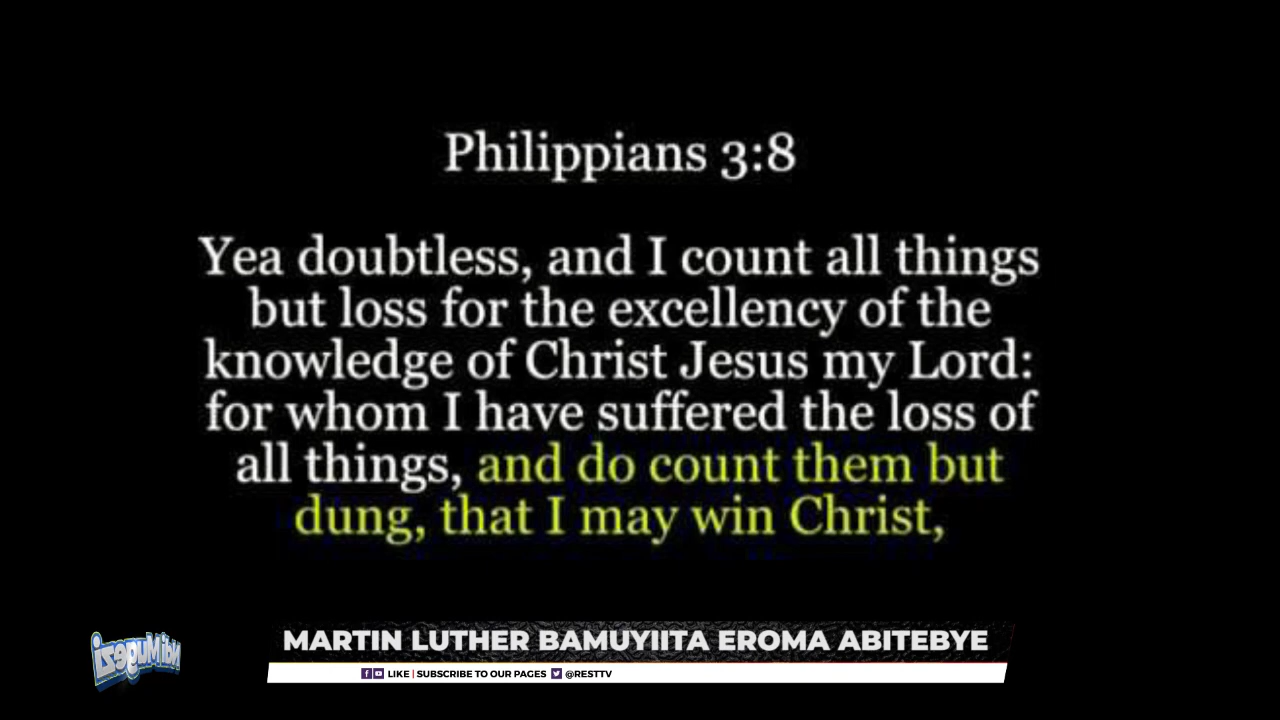 Philippians 3:8
Yea doubtless, and I count all things
but loss for the excellency of the
knowledge of Christ Jesus my Lord:
for whom I have suffered the loss of
all things, and do count them but
dung, that I may win Christ,
MARTIN LUTHER BAMUYIITA EROMA ABITEBYE
LIKE | SUBSCRIBE TO OUR PAGES @RESTTV
NdiMugezi